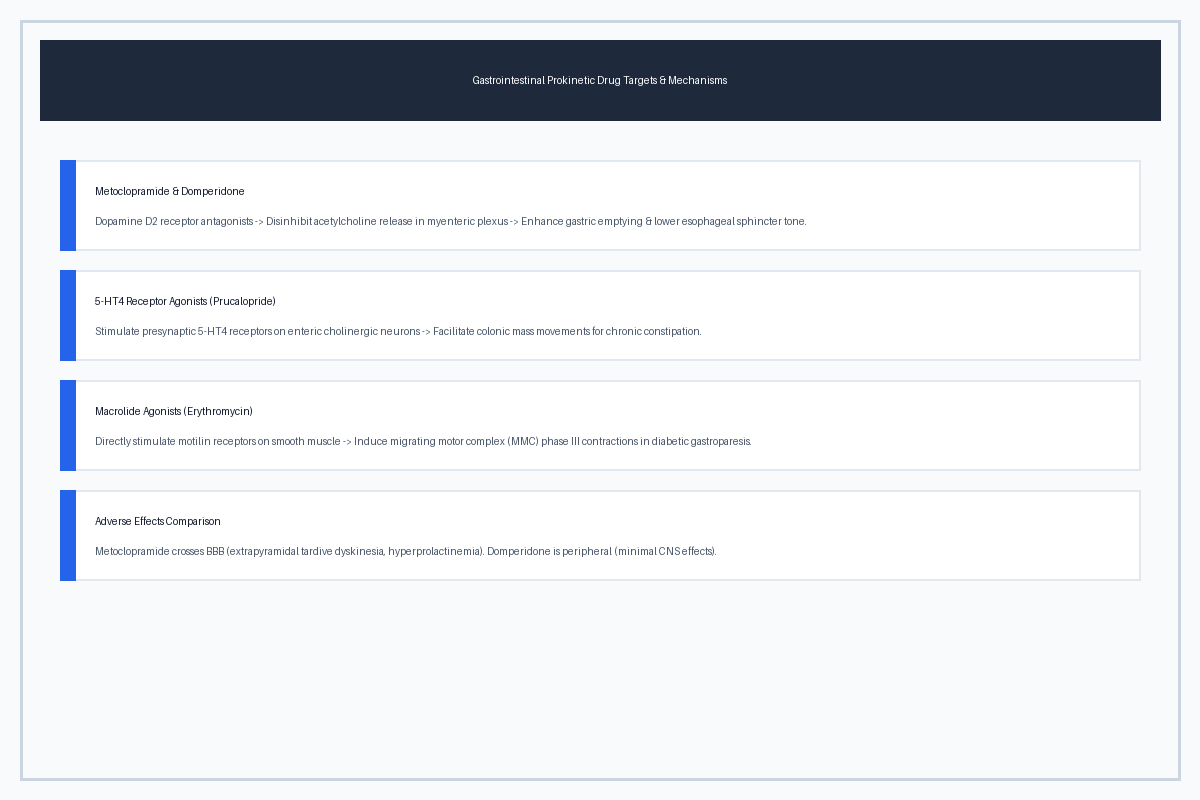 Gastrointestinal Prokinetic Drug Targets & Mechanisms
Metoclopramide & Domperidone
Dopamine D2 receptor antagonists -> Disinhibit acetylcholine release in myenteric plexus -> Enhance gastric emptying & lower esophageal sphincter tone.
5-HT4 Receptor Agonists (Prucalopride)
Stimulate presynaptic 5-HT4 receptors on enteric cholinergic neurons -> Facilitate colonic mass movements for chronic constipation.
Macrolide Agonists (Erythromycin)
Directly stimulate motilin receptors on smooth muscle -> Induce migrating motor complex (MMC) phase III contractions in diabetic gastroparesis.
Adverse Effects Comparison
Metoclopramide crosses BBB (extrapyramidal tardive dyskinesia, hyperprolactinemia). Domperidone is peripheral (minimal CNS effects).